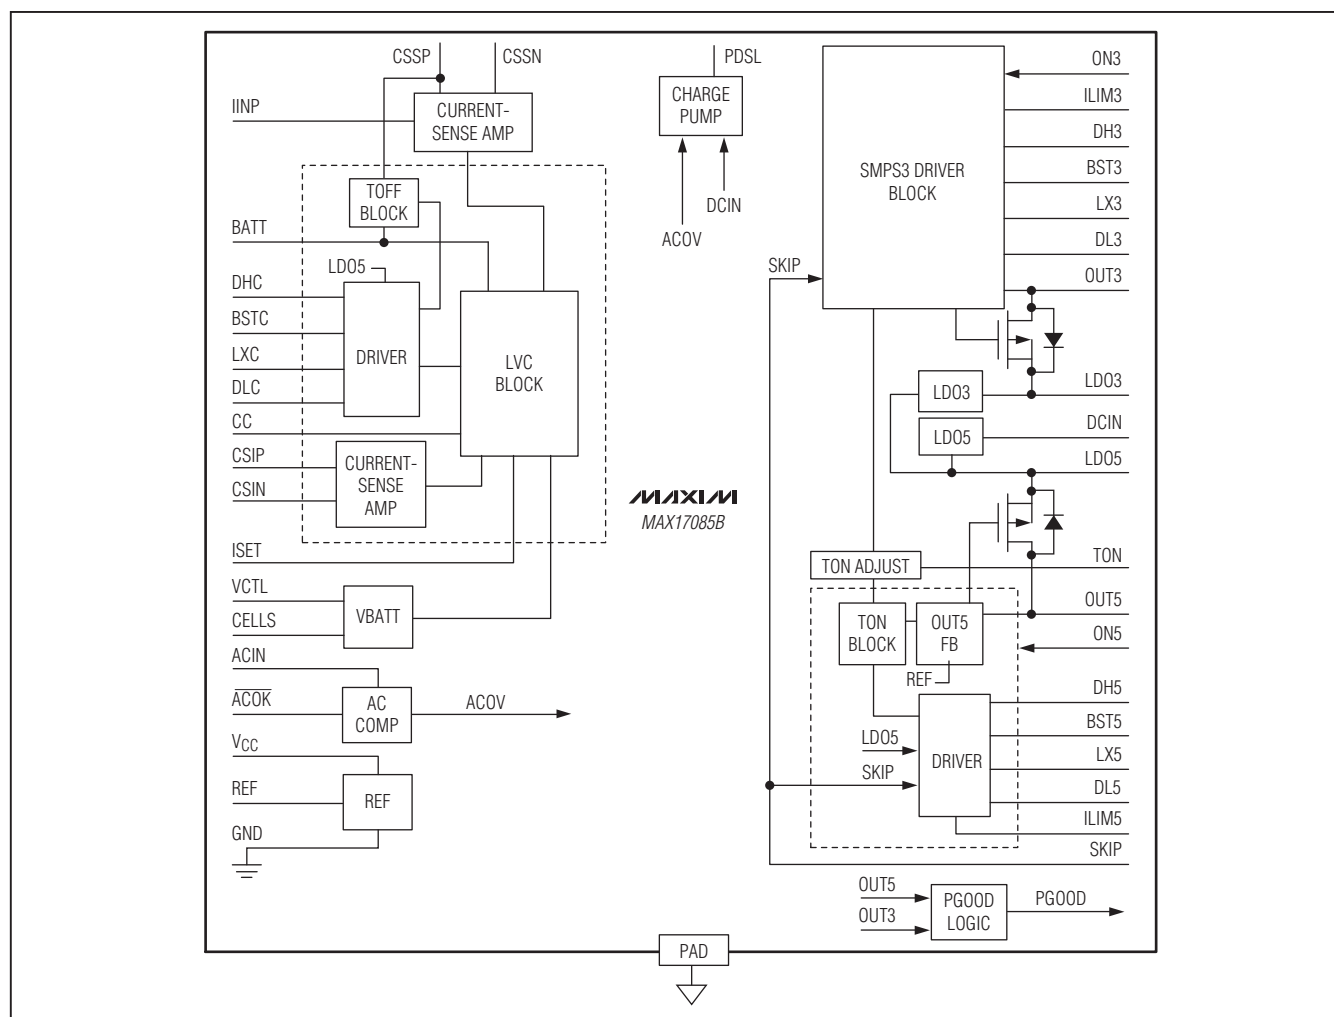 CSSP
CSSN
IINP
CURRENT-
SENSE AMP
TOFF
BLOCK
BATT
LDO5
DHC
BSTC
LXC
DLC
CC
DRIVER
LVC
BLOCK
CSIP
CSIN
CURRENT-
SENSE
AMP
ISET
VCTL
CELLS
VBATT
ACIN
ACOK
AC
COMP
ACOV
VCC
REF
REF
GND
PDSL
CHARGE
PUMP
DCIN
ACOV
MAXIM
MAX17085B
SMPS3 DRIVER
BLOCK
SKIP
ON3
ILIM3
DH3
BST3
LX3
DL3
OUT3
LDO3
LDO3
LDO5
DCIN
LDO5
TON ADJUST
TON
TON
BLOCK
OUT5
FB
REF
OUT5
ON5
LDO5
SKIP
DRIVER
DH5
BST5
LX5
DL5
ILIM5
SKIP
OUT5
OUT3
PGOOD
LOGIC
PGOOD
PAD